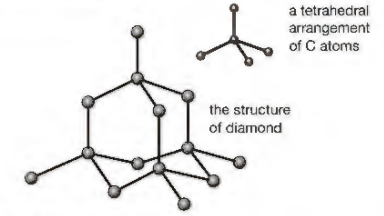 a tetrahedral
arrangement
of C atoms
the structure
of diamond